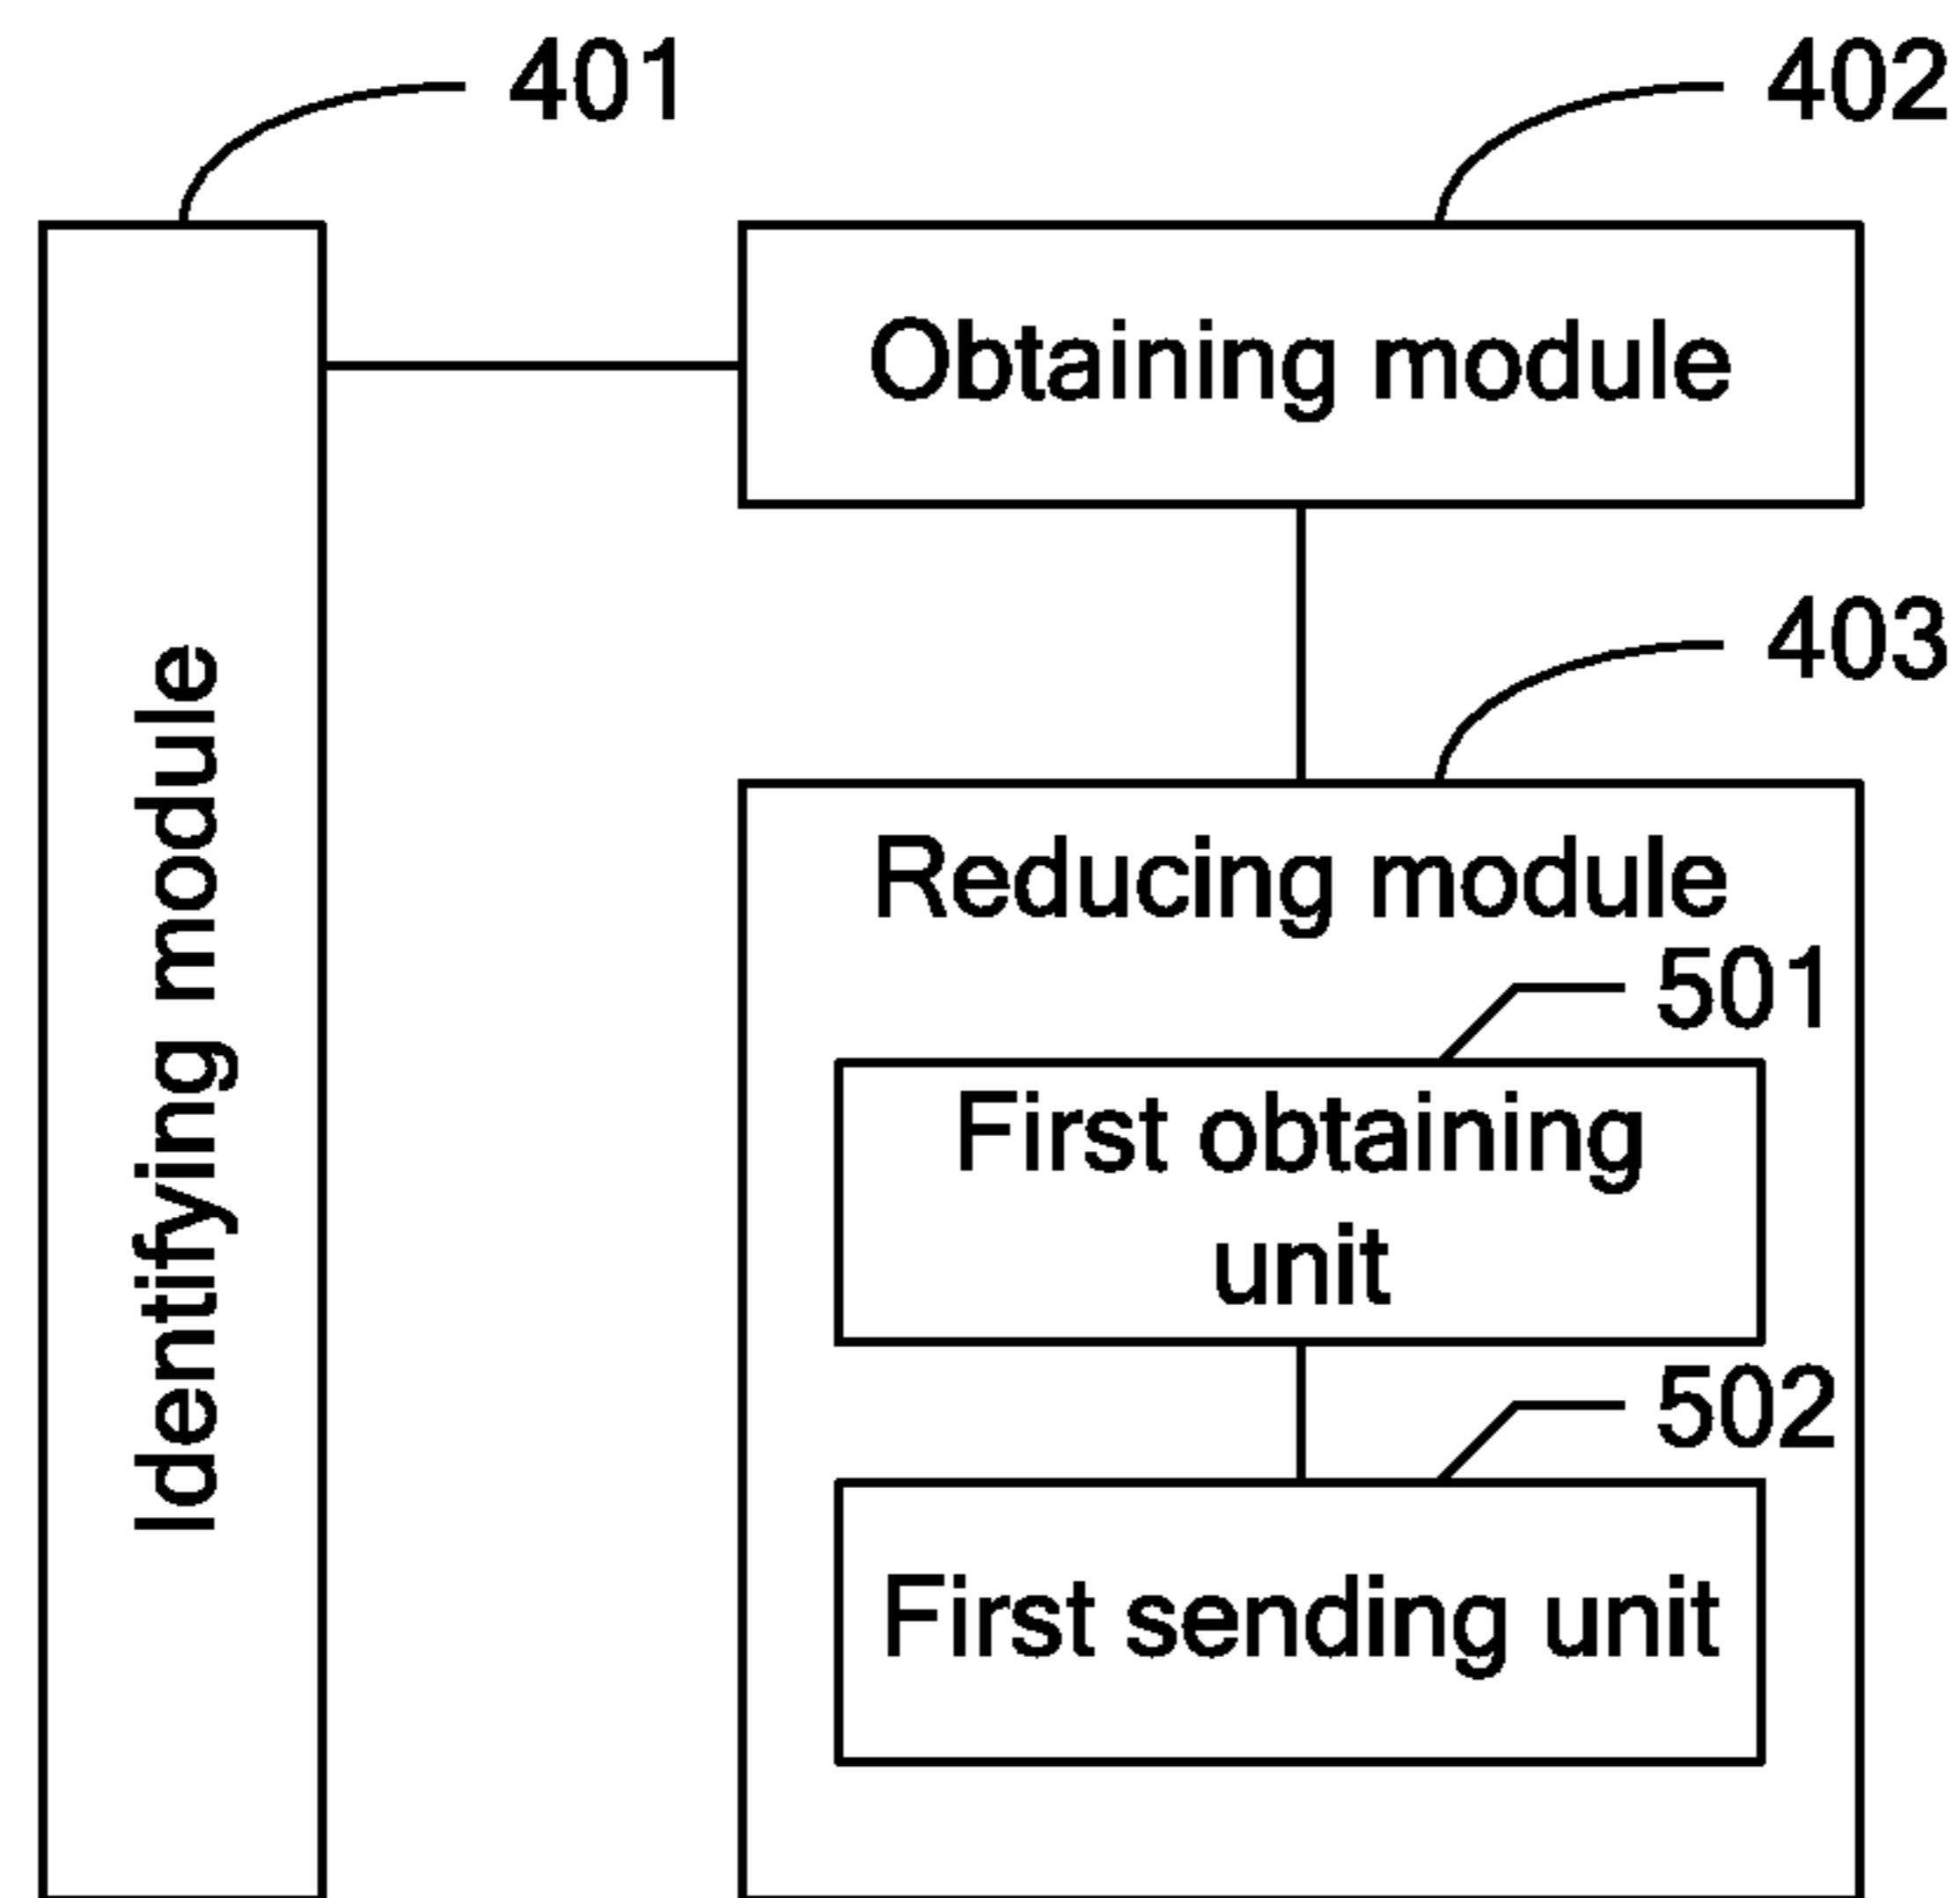 401
402
Identifying module
Obtaining module
403
Reducing module
501
First obtaining
unit
502
First sending unit